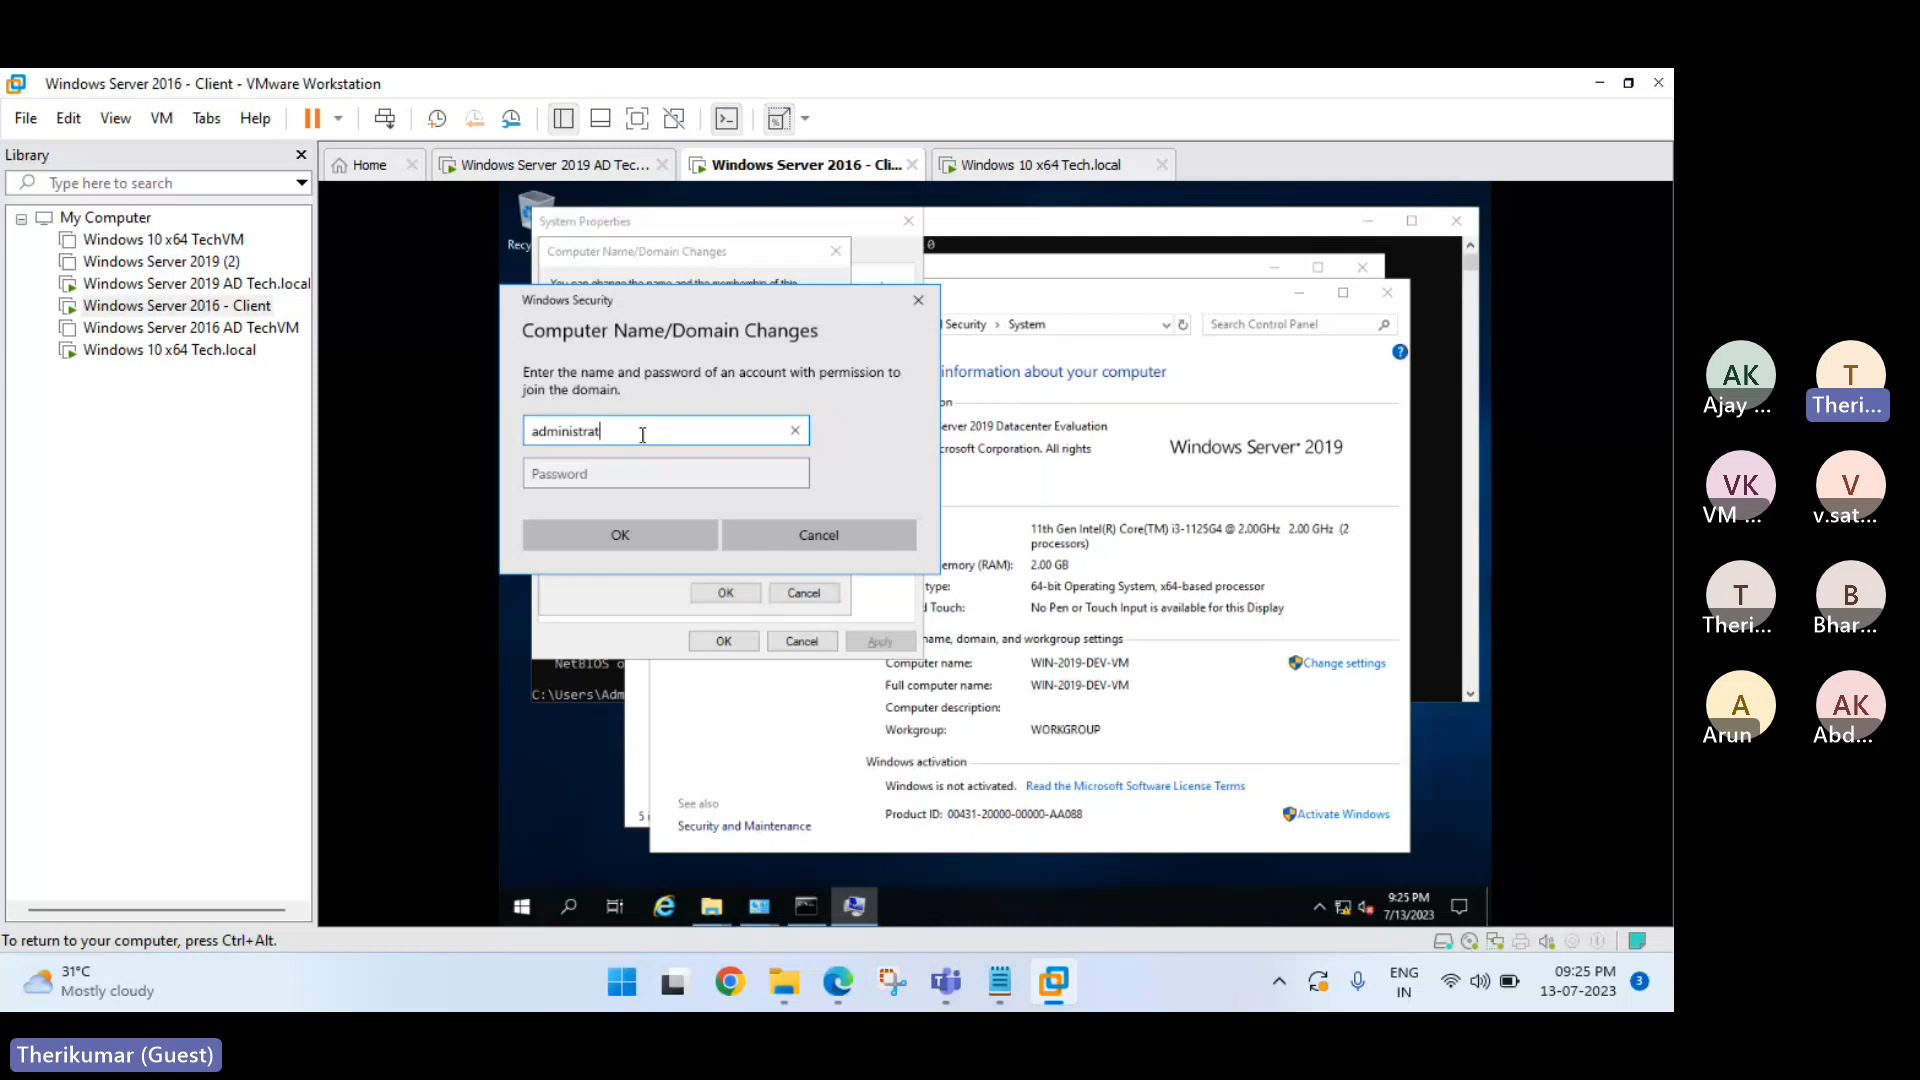 Windows Server 2016 - Client - VMware Workstation
File Edit View VM Tabs Help
Library
Type here to search
My Computer
Windows 10 x64 TechVM
Windows Server 2019 (2)
Windows Server 2019 AD Tech.local
Windows Server 2016 - Client
Windows Server 2016 AD TechVM
Windows 10 x64 Tech.local
Home
Windows Server 2019 AD Tec...
Windows Server 2016 - Cli...
Windows 10 x64 Tech.local
System Properties
Computer Name/Domain Changes
You can change the name and the membership of this
Windows Security
Computer Name/Domain Changes
Enter the name and password of an account with permission to
join the domain.
administrat
Password
OK Cancel
OK Cancel
OK Cancel Apply
NetBIOS o
C:\Users\Adm
Security > System
Search Control Panel
information about your computer
erver 2019 Datacenter Evaluation
crosoft Corporation. All rights
Windows Server 2019
11th Gen Intel(R) Core(TM) i3-1125G4 @ 2.00GHz 2.00 GHz (2
processors)
emory (RAM): 2.00 GB
type: 64-bit Operating System, x64-based processor
d Touch: No Pen or Touch Input is available for this Display
name, domain, and workgroup settings
Computer name: WIN-2019-DEV-VM
Change settings
Full computer name: WIN-2019-DEV-VM
Computer description:
Workgroup: WORKGROUP
Windows activation
Windows is not activated. Read the Microsoft Software License Terms
Product ID: 00431-20000-00000-AA088
Activate Windows
See also
Security and Maintenance
9:25 PM
7/13/2023
To return to your computer, press Ctrl+Alt.
31°C
Mostly cloudy
ENG
IN
09:25 PM
13-07-2023
3
AK
Ajay ...
T
Theri...
VK
VM ...
V
v.sat...
T
Theri...
B
Bhar...
A
Arun
AK
Abd...
Therikumar (Guest)